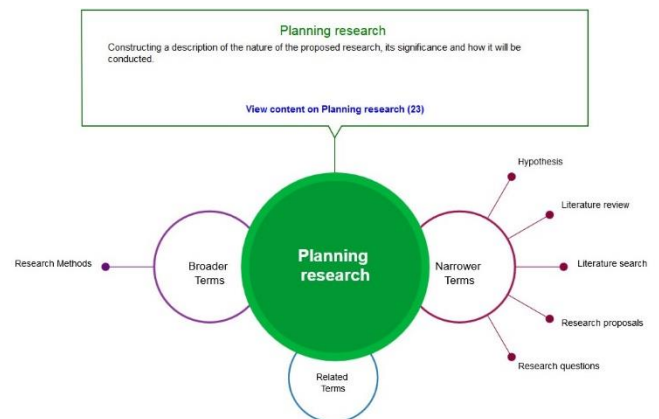 Planning research
Constructing a description of the nature of the proposed research, its significance and how it will be
conducted.
View content on Planning research (23)
Hypothesis
Literature review
Literature search
Research proposals
Research questions
Research Methods
Broader
Terms
Planning
research
Narrower
Terms
Related
Terms